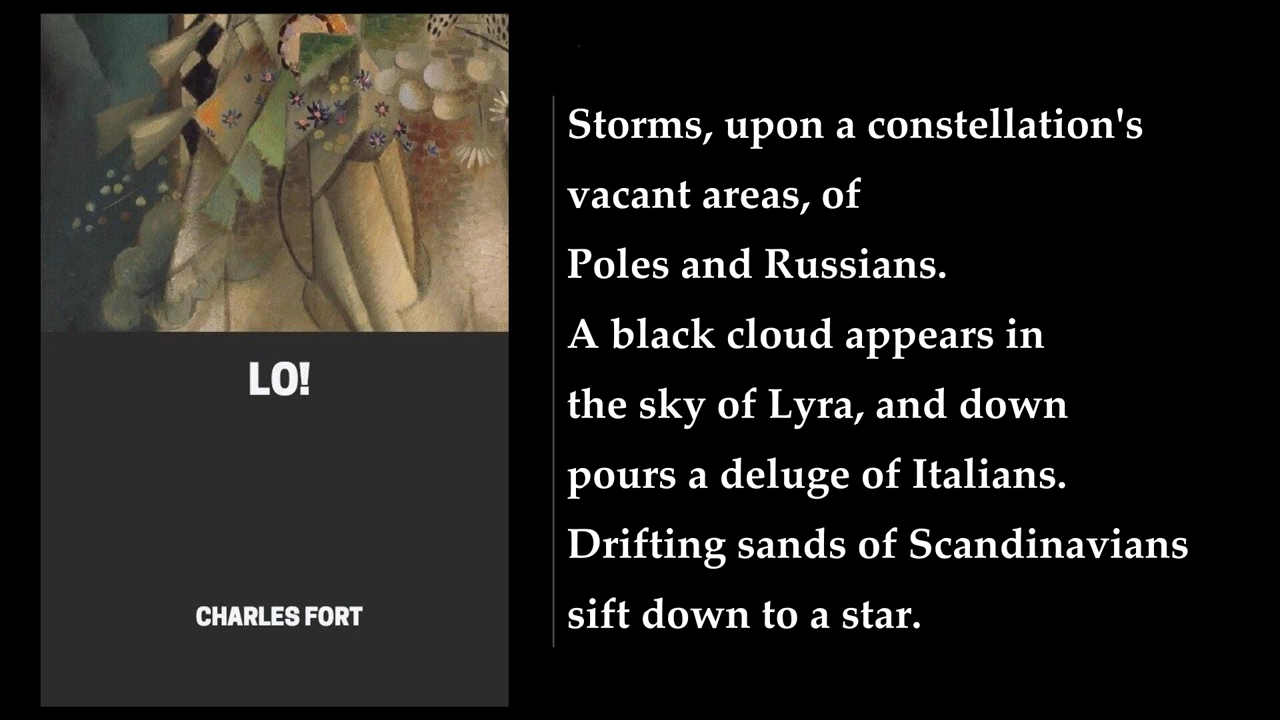 LO!
CHARLES FORT
Storms, upon a constellation's
vacant areas, of
Poles and Russians.
A black cloud appears in
the sky of Lyra, and down
pours a deluge of Italians.
Drifting sands of Scandinavians
sift down to a star.